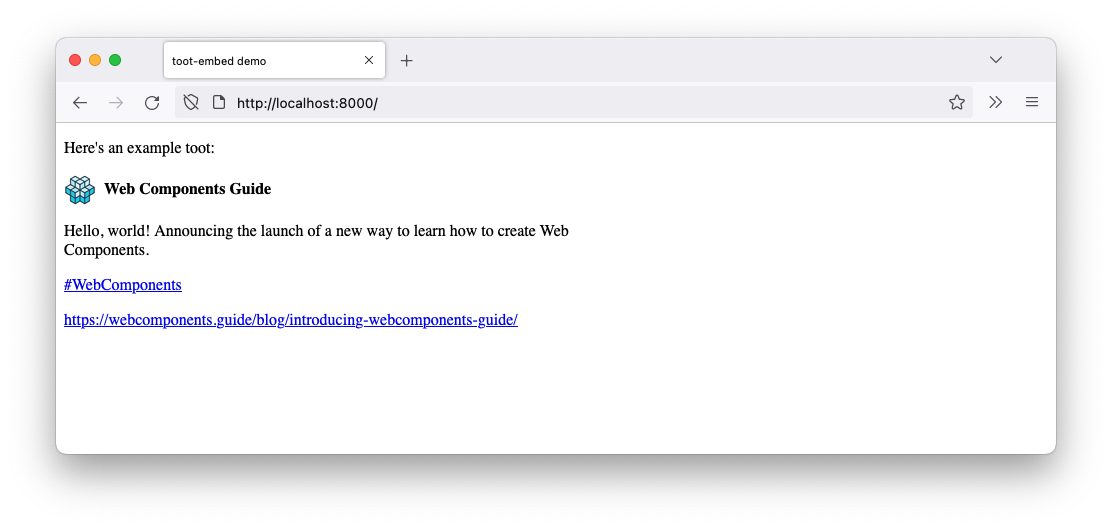 toot-embed demo
http://localhost:8000/
Here's an example toot:
Web Components Guide
Hello, world! Announcing the launch of a new way to learn how to create Web
Components.
#WebComponents
https://webcomponents.guide/blog/introducing-webcomponents-guide/